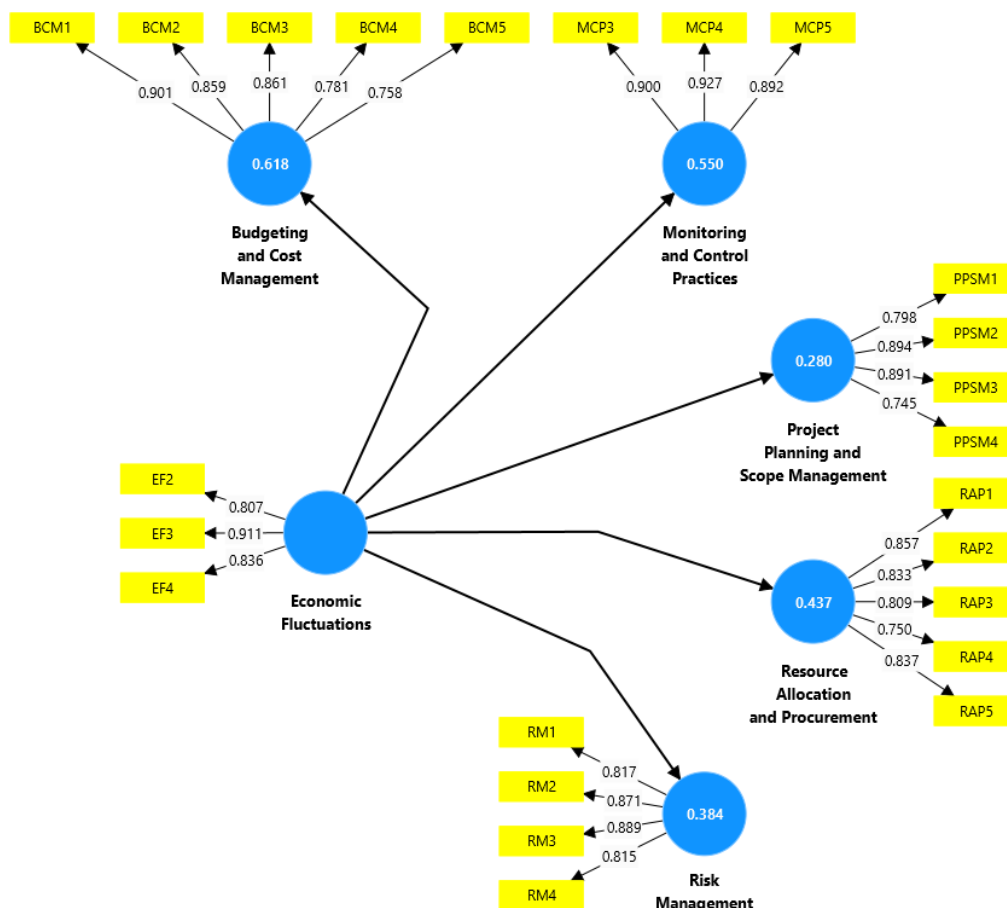 BCM1 BCM2 BCM3 BCM4 BCM5 MCP3 MCP4 MCP5
0.901 0.859 0.861 0.781 0.758 0.900 0.927 0.892
0.618 0.550
Budgeting
and Cost
Management
Monitoring
and Control
Practices
PPSM1
0.798
PPSM2
0.894
0.280
0.891
PPSM3
0.745
PPSM4
Project
Planning and
Scope Management
EF2
0.807
EF3
0.911
0.836
EF4
Economic
Fluctuations
RAP1
0.857
RAP2
0.833
0.437
0.809
RAP3
0.750
RAP4
0.837
RAP5
Resource
Allocation
and Procurement
RM1
0.817
RM2
0.871
0.384
0.889
RM3
0.815
RM4
Risk
Management